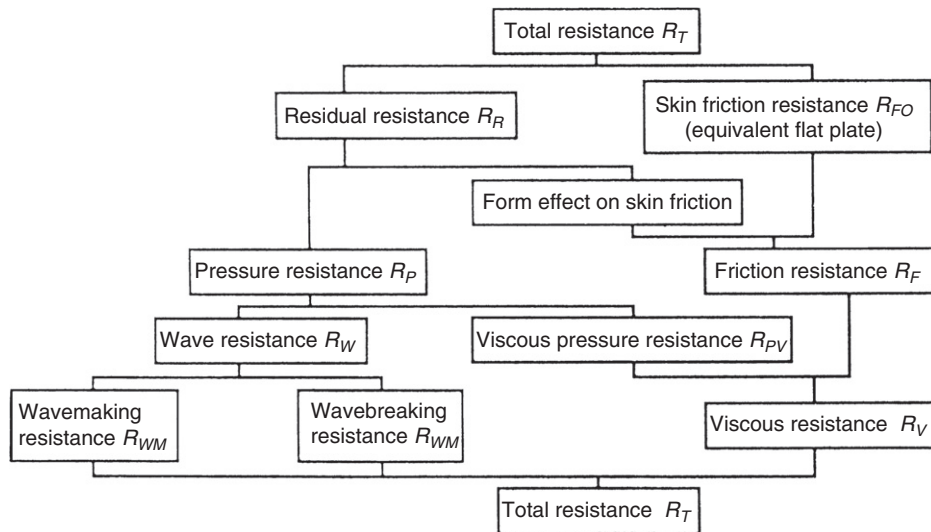 Total resistance R_T
Residual resistance R_R
Skin friction resistance R_FO
(equivalent flat plate)
Form effect on skin friction
Pressure resistance R_P
Friction resistance R_F
Wave resistance R_W
Viscous pressure resistance R_PV
Wavemaking
resistance R_WM
Wavebreaking
resistance R_WM
Viscous resistance R_V
Total resistance R_T